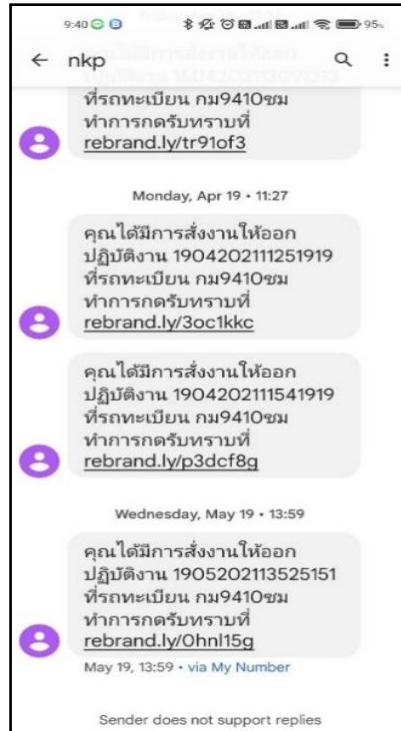 9:40
95%
nkp
ที่รถทะเบียน กม9410ชม
ทำการกดรับทราบที่
rebrand.ly/tr91of3
Monday, Apr 19 • 11:27
คุณได้มีการสั่งงานให้ออก
ปฏิบัติงาน 1904202111251919
ที่รถทะเบียน กม9410ชม
ทำการกดรับทราบที่
rebrand.ly/3oc1kkc
คุณได้มีการสั่งงานให้ออก
ปฏิบัติงาน 1904202111541919
ที่รถทะเบียน กม9410ชม
ทำการกดรับทราบที่
rebrand.ly/p3dcf8g
Wednesday, May 19 • 13:59
คุณได้มีการสั่งงานให้ออก
ปฏิบัติงาน 1905202113525151
ที่รถทะเบียน กม9410ชม
ทำการกดรับทราบที่
rebrand.ly/0hnl15g
May 19, 13:59 • via My Number
Sender does not support replies